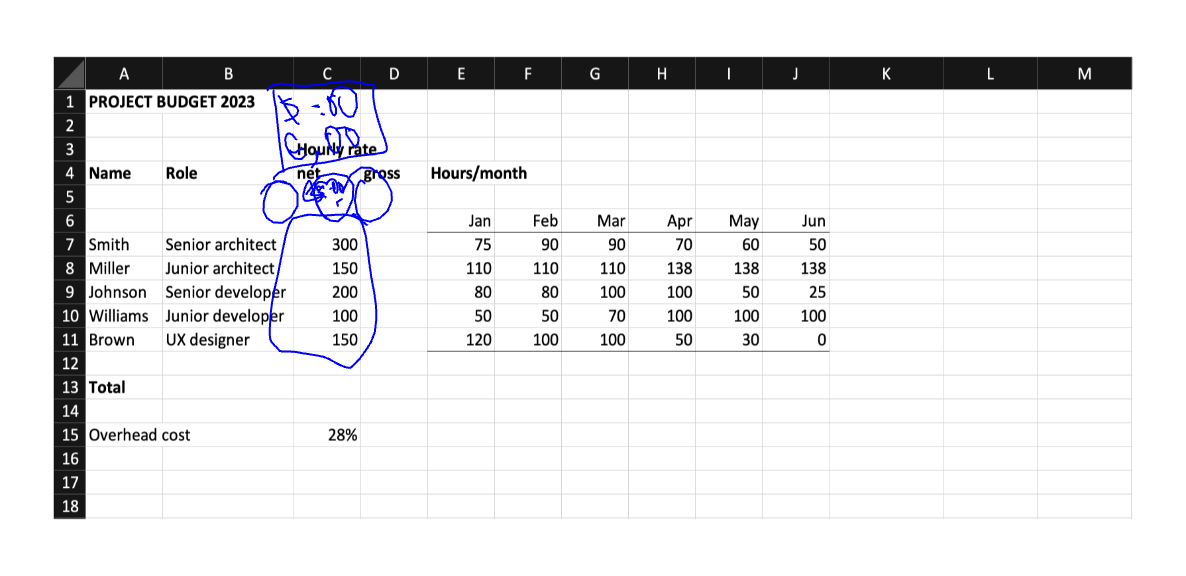 A B C D E F G H I J K L M
1 PROJECT BUDGET 2023
2
3 Hourly rate
4 Name Role net gross Hours/month
5
6 Jan Feb Mar Apr May Jun
7 Smith Senior architect 300 75 90 90 70 60 50
8 Miller Junior architect 150 110 110 110 138 138 138
9 Johnson Senior developer 200 80 80 100 100 50 25
10 Williams Junior developer 100 50 50 70 100 100 100
11 Brown UX designer 150 120 100 100 50 30 0
12
13 Total
14
15 Overhead cost 28%
16
17
18